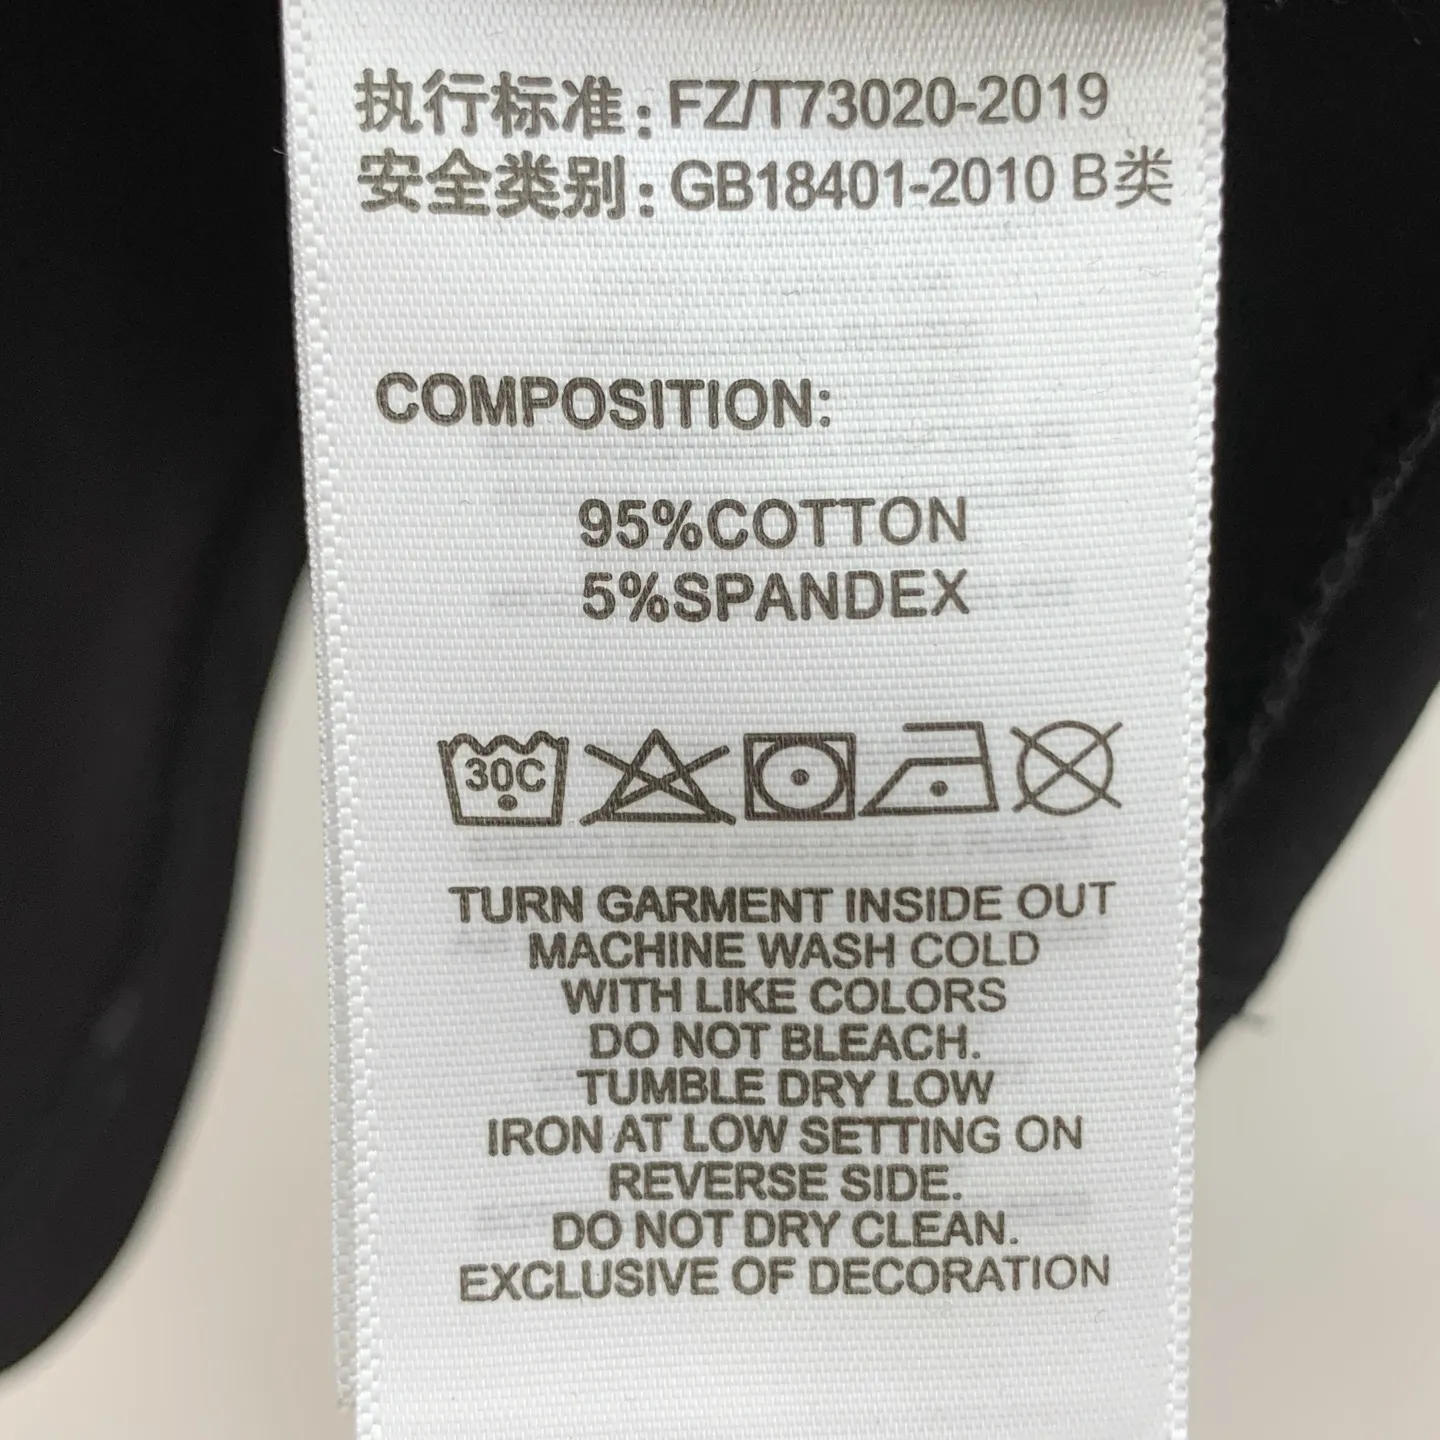 执行标准: FZ/T73020-2019
安全类别: GB18401-2010 B类
COMPOSITION:
95%COTTON
5%SPANDEX
30C
TURN GARMENT INSIDE OUT
MACHINE WASH COLD
WITH LIKE COLORS
DO NOT BLEACH.
TUMBLE DRY LOW
IRON AT LOW SETTING ON
REVERSE SIDE.
DO NOT DRY CLEAN.
EXCLUSIVE OF DECORATION